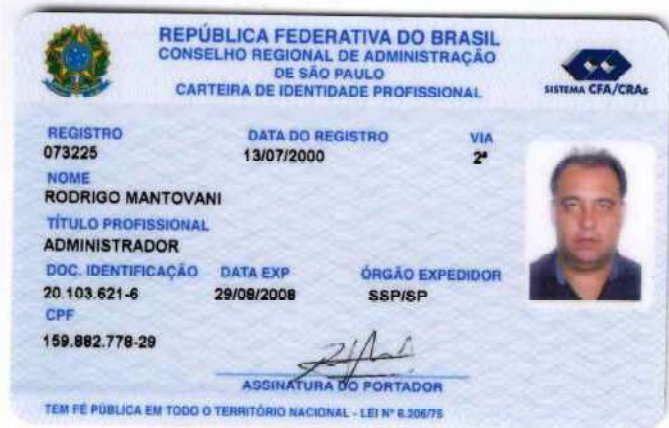 REPÚBLICA FEDERATIVA DO BRASIL
CONSELHO REGIONAL DE ADMINISTRAÇÃO
DE SÃO PAULO
CARTEIRA DE IDENTIDADE PROFISSIONAL
SISTEMA CFA/CRAs
REGISTRO DATA DO REGISTRO VIA
073225 13/07/2000 2ª
NOME
RODRIGO MANTOVANI
TÍTULO PROFISSIONAL
ADMINISTRADOR
DOC. IDENTIFICAÇÃO DATA EXP ÓRGÃO EXPEDIDOR
20.103.621-6 29/08/2008 SSP/SP
CPF
159.882.778-29
ASSINATURA DO PORTADOR
TEM FÉ PÚBLICA EM TODO O TERRITÓRIO NACIONAL - LEI Nº 6.206/75